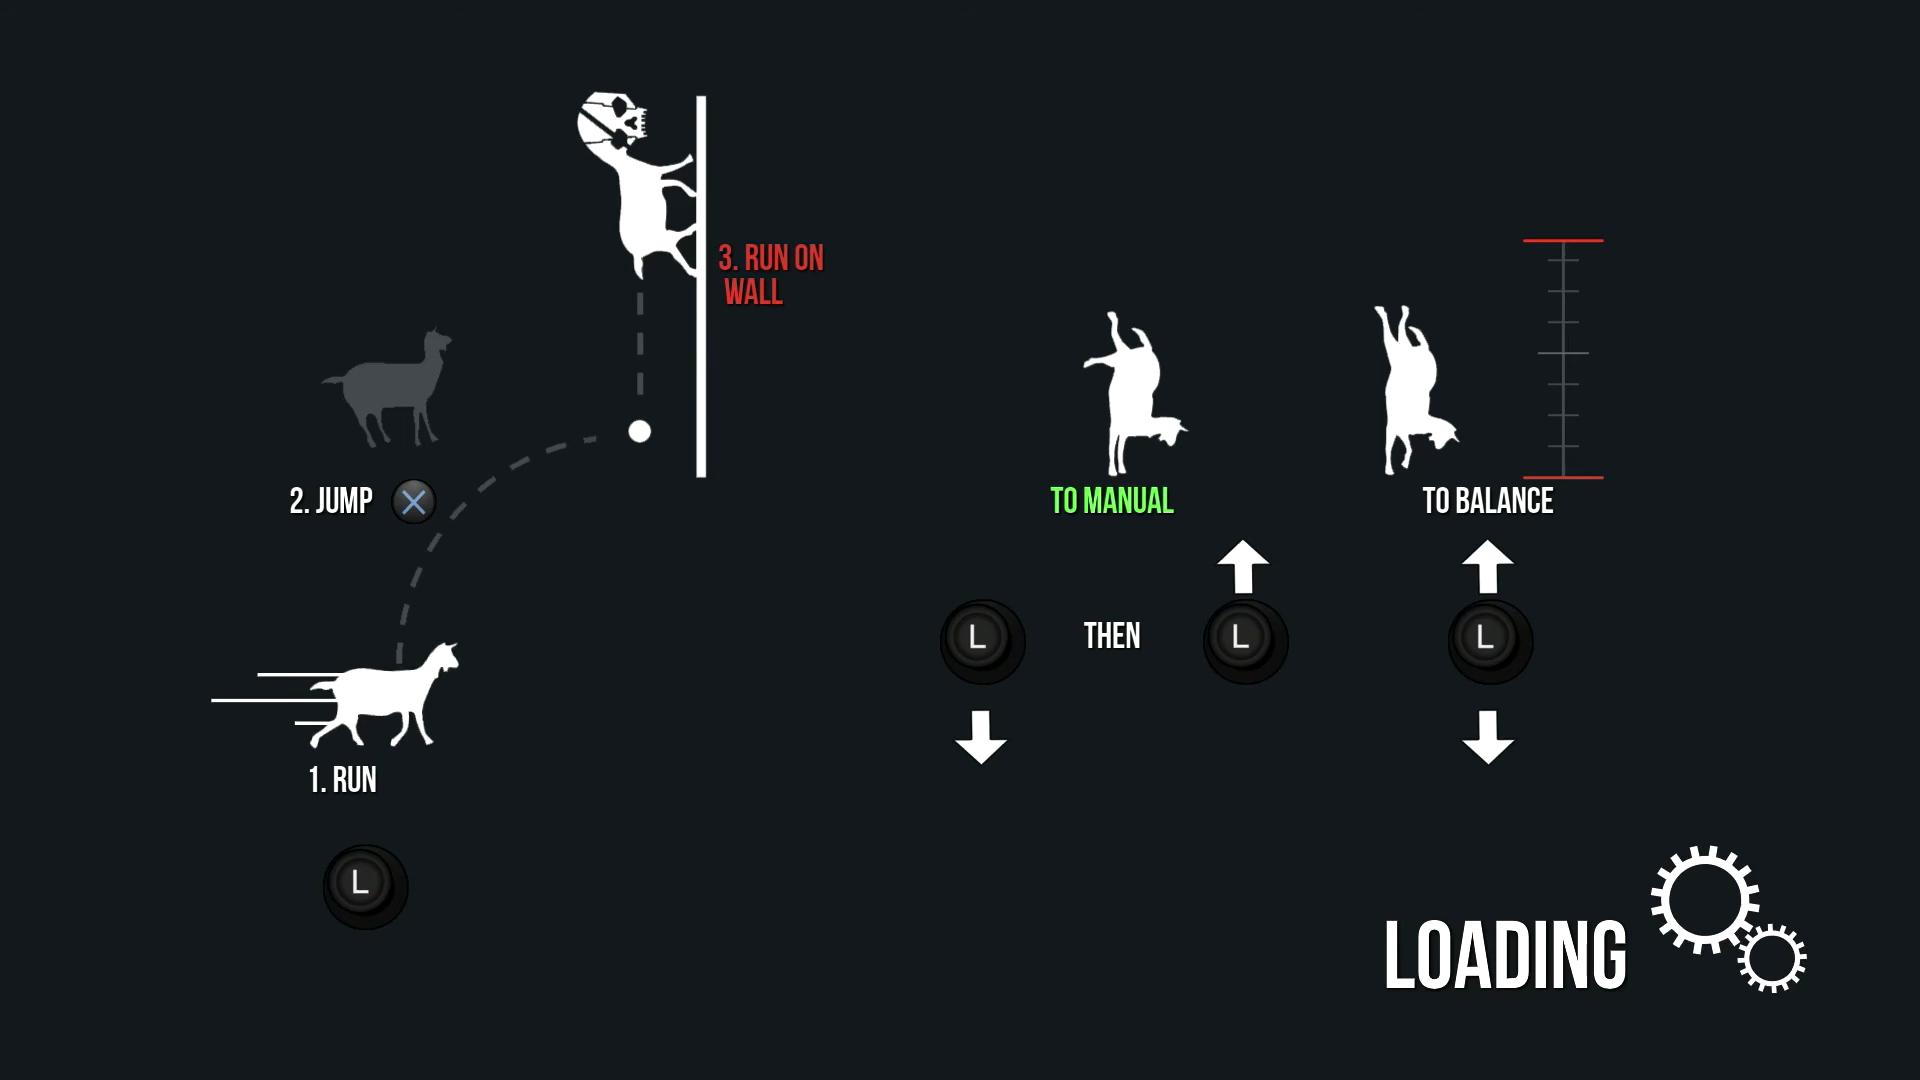 3. RUN ON
WALL
2. JUMP
1. RUN
L
TO MANUAL
TO BALANCE
L
THEN
L
L
LOADING